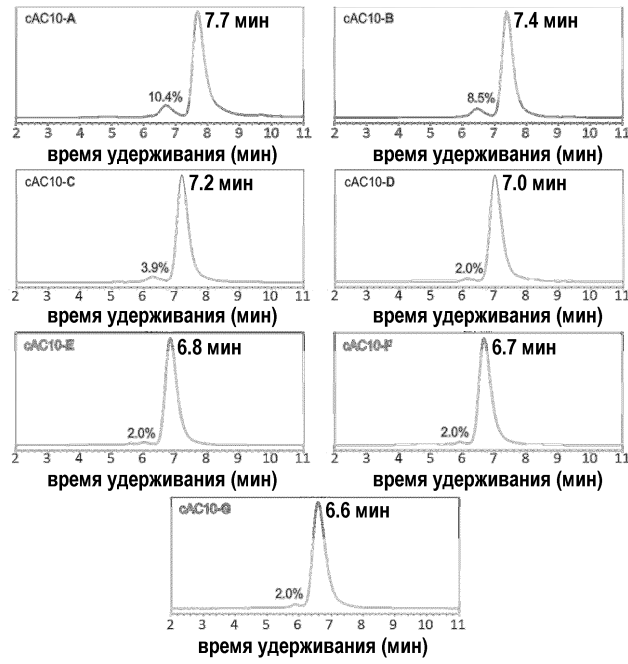 cAC10-A
7.7 мин
10.4%
2 3 4 5 6 7 8 9 10 11
время удерживания (мин)
cAC10-B
7.4 мин
8.5%
2 3 4 5 6 7 8 9 10 11
время удерживания (мин)
cAC10-C
7.2 мин
3.9%
2 3 4 5 6 7 8 9 10 11
время удерживания (мин)
cAC10-D
7.0 мин
2.0%
2 3 4 5 6 7 8 9 10 11
время удерживания (мин)
cAC10-E
6.8 мин
2.0%
2 3 4 5 6 7 8 9 10 11
время удерживания (мин)
cAC10-F
6.7 мин
2.0%
2 3 4 5 6 7 8 9 10 11
время удерживания (мин)
cAC10-G
6.6 мин
2.0%
2 3 4 5 6 7 8 9 10 11
время удерживания (мин)